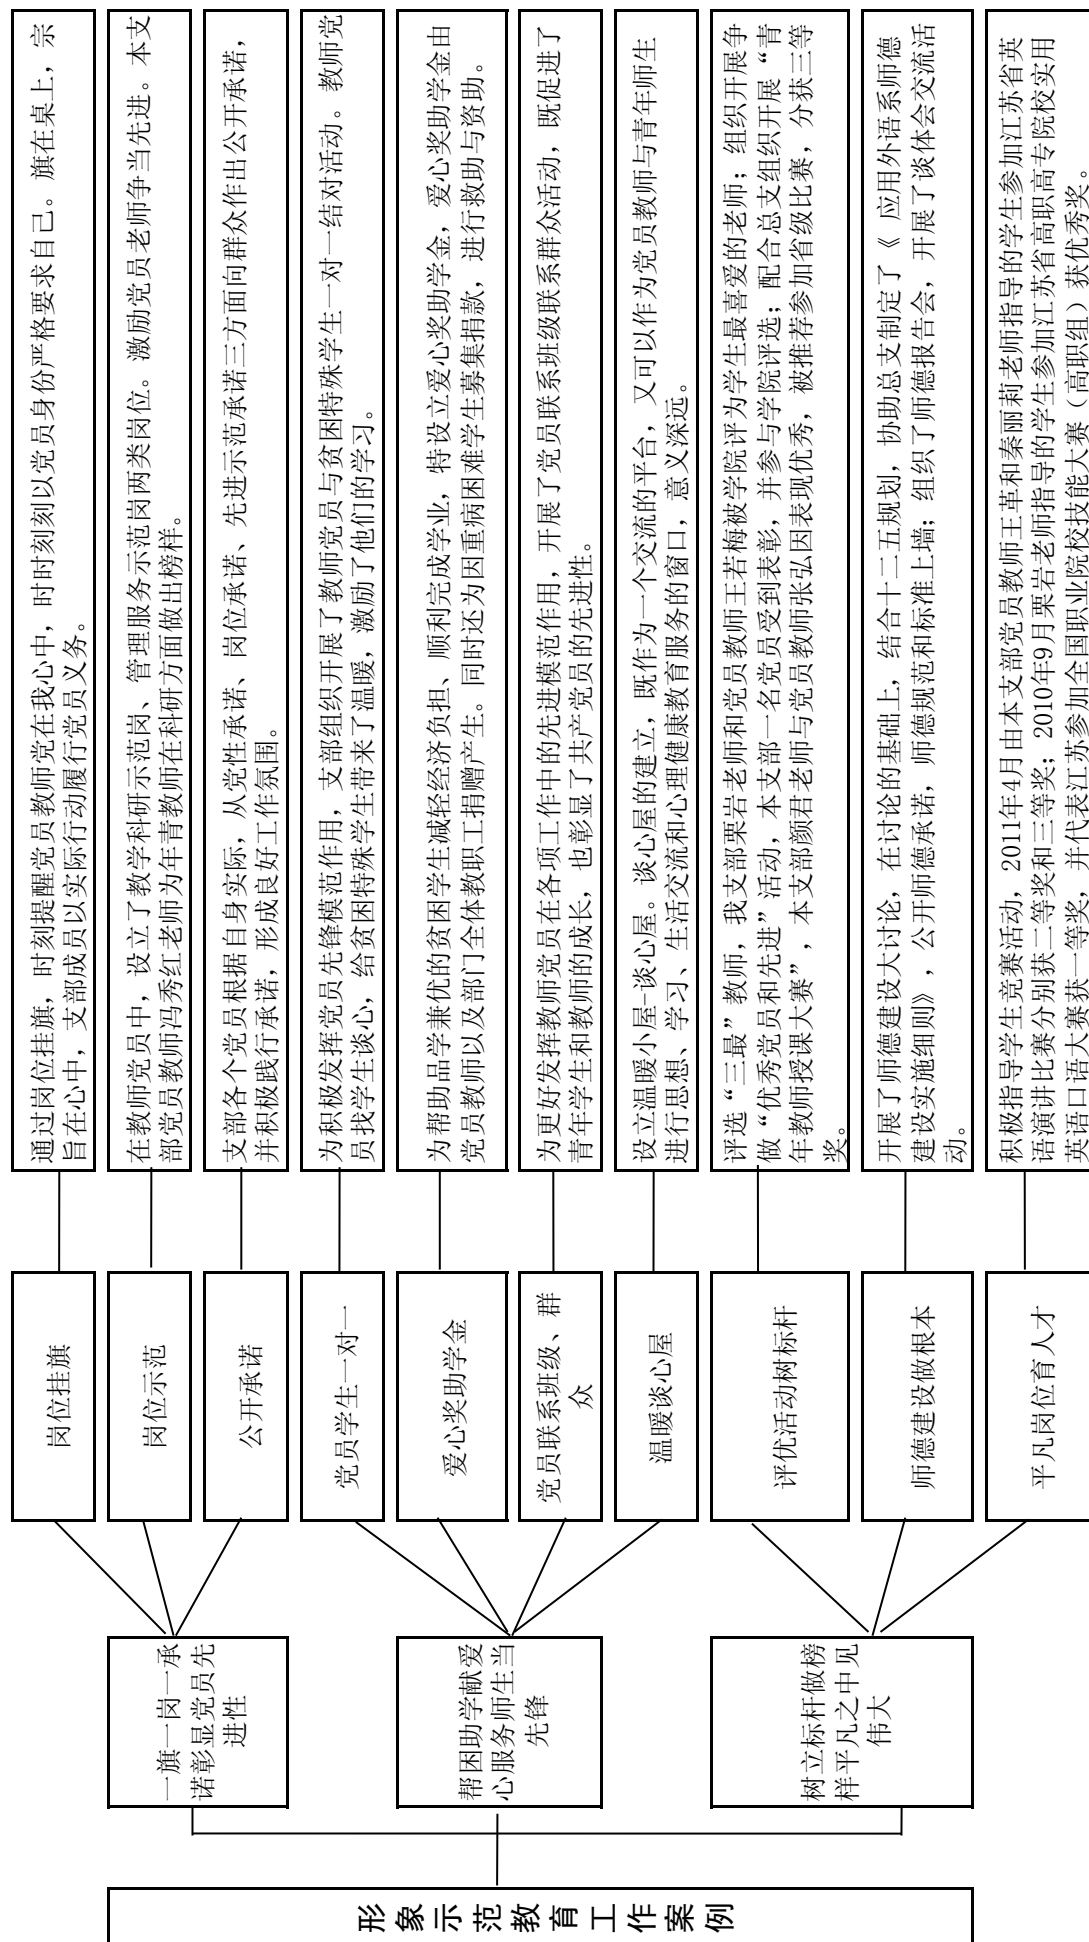 形象示范教育工作案例
一旗一岗一承
诺彰显党员先
进性
岗位挂旗
通过岗位挂旗，时刻提醒党员教师党在我心中，时时刻刻以党员身份严格要求自己。旗在桌上，宗
旨在心中，支部成员以实际行动履行党员义务。
岗位示范
在教师党员中，设立了教学科研示范岗、管理服务示范岗两类岗位。激励党员老师争当先进。本支
部党员教师冯秀红老师为年青教师在科研方面做出榜样。
公开承诺
支部各个党员根据自身实际，从党性承诺、岗位承诺、先进示范承诺三方面向群众作出公开承诺，
并积极践行承诺，形成良好工作氛围。
帮困助学献爱
心服务师生当
先锋
党员学生一对一
为积极发挥党员先锋模范作用，支部组织开展了教师党员与贫困特殊学生一对一结对活动。教师党
员找学生谈心，给贫困特殊学生带来了温暖，激励了他们的学习。
爱心奖助学金
为帮助品学兼优的贫困学生减轻经济负担、顺利完成学业，特设立爱心奖助学金，爱心奖助学金由
党员教师以及部门全体教职工捐赠产生。同时还为因重病困难学生募集捐款，进行救助与资助。
党员联系班级、群
众
为更好发挥教师党员在各项工作中的先进模范作用，开展了党员联系班级联系群众活动，既促进了
青年学生和教师的成长，也彰显了共产党员的先进性。
温暖谈心屋
设立温暖小屋-谈心屋。谈心屋的建立，既作为一个交流的平台，又可以作为党员教师与青年师生
进行思想、学习、生活交流和心理健康教育服务的窗口，意义深远。
树立标杆做榜
样平凡之中见
伟大
评优活动树标杆
评选“三最”教师，我支部栗岩老师和党员教师王若梅被学院评为学生最喜爱的老师；组织开展争
做“优秀党员和先进”活动，本支部一名党员受到表彰，并参与学院评选；配合总支组织开展“青
年教师授课大赛”，本支部颜君老师与党员教师张弘因表现优秀，被推荐参加省级比赛，分获三等
奖。
师德建设做根本
开展了师德建设大讨论，在讨论的基础上，结合十二五规划，协助总支制定了《 应用外语系师德
建设实施细则》，公开师德承诺，师德规范和标准上墙；组织了师德报告会，开展了谈体会交流活
动。
平凡岗位育人才
积极指导学生竞赛活动，2011年4月由本支部党员教师王革和秦丽莉老师指导的学生参加江苏省英
语演讲比赛分别获二等奖和三等奖；2010年9月栗岩老师指导的学生参加江苏省高职高专院校实用
英语口语大赛获一等奖，并代表江苏参加全国职业院校技能大赛（高职组）获优秀奖。